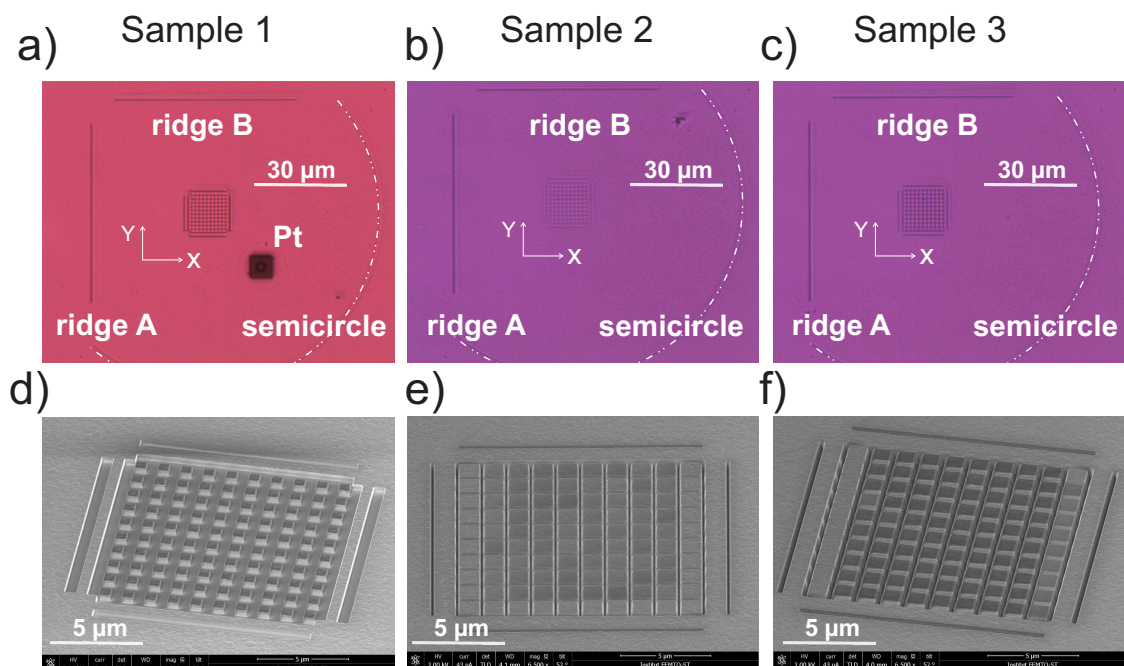 Sample 1
Sample 2
Sample 3
a)
b)
c)
ridge B
30 µm
Y
X
Pt
ridge A
semicircle
ridge B
30 µm
Y
X
ridge A
semicircle
ridge B
30 µm
Y
X
ridge A
semicircle
d)
e)
f)
5 µm
HV curr det WD mag tilt
5 µm
5 µm
HV curr det WD mag tilt
2.00 kV 43 pA TLD 4.1 mm 6 500 x 52 °
5 µm
Institut FEMTO-ST
5 µm
HV curr det WD mag tilt
2.00 kV 43 pA TLD 4.0 mm 6 500 x 52 °
5 µm
Institut FEMTO-ST